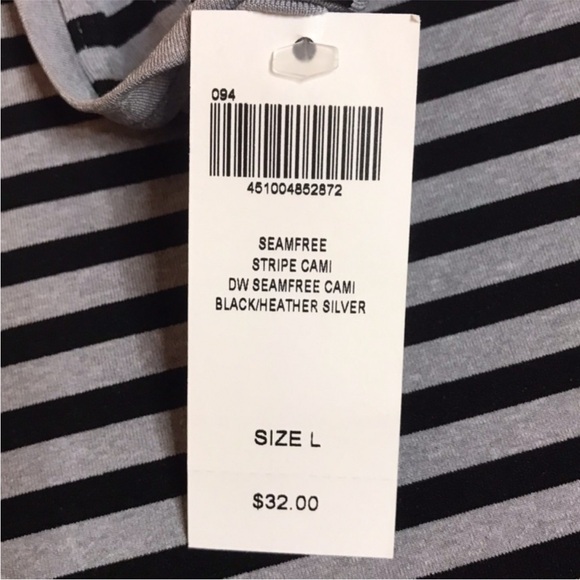 094
451004852872
SEAMFREE
STRIPE CAMI
DW SEAMFREE CAMI
BLACK/HEATHER SILVER
SIZE L
$32.00